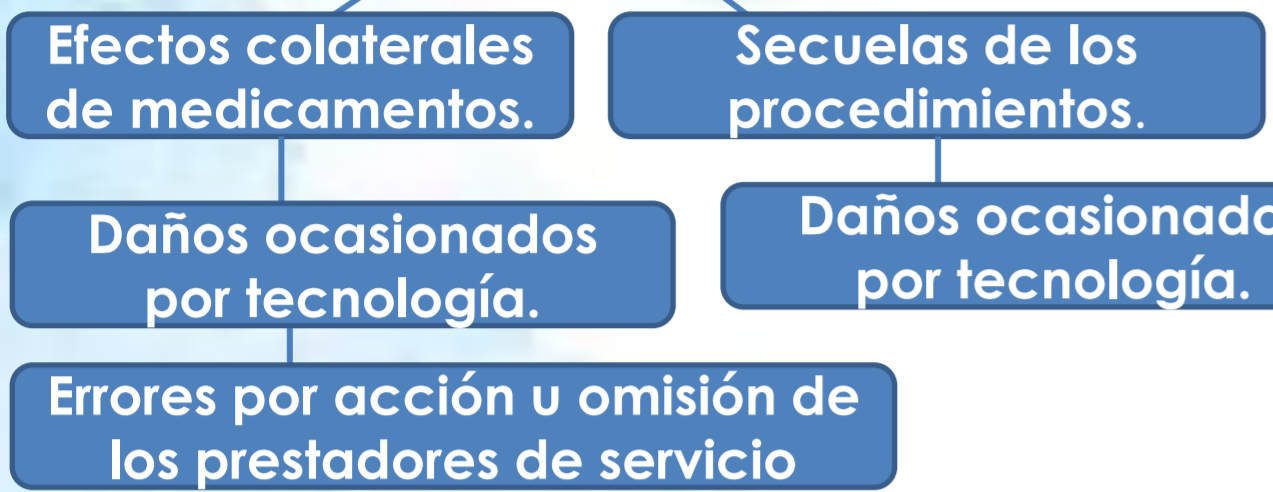 Efectos colaterales
de medicamentos.
Secuelas de los
procedimientos.
Daños ocasionados
por tecnología.
Daños
por tecnología.
Errores por acción u omisión de
los prestadores de servicio